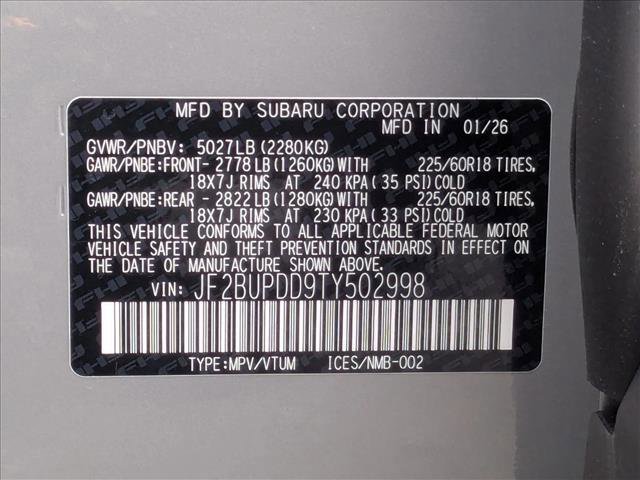 MFD BY SUBARU CORPORATION
MFD IN 01/26
GVWR/PNBV: 5027LB(2280KG)
GAWR/PNBE:FRONT- 2778LB(1260KG)WITH 225/60R18 TIRES,
18X7J RIMS AT 240 KPA(35 PSI)COLD
GAWR/PNBE:REAR - 2822LB(1280KG)WITH 225/60R18 TIRES,
18X7J RIMS AT 230 KPA(33 PSI)COLD
THIS VEHICLE CONFORMS TO ALL APPLICABLE FEDERAL MOTOR
VEHICLE SAFETY AND THEFT PREVENTION STANDARDS IN EFFECT ON
THE DATE OF MANUFACTURE SHOWN ABOVE.
VIN: JF2BUPDD9TY502998
TYPE:MPV/VTUM ICES/NMB-002